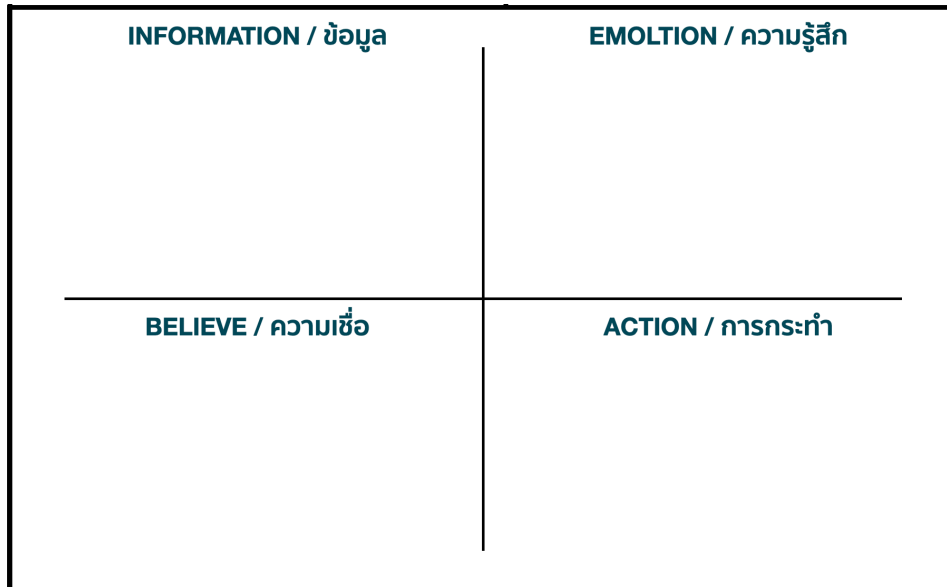 INFORMATION / ข้อมูล
EMOLTION / ความรู้สึก
BELIEVE / ความเชื่อ
ACTION / การกระทำ